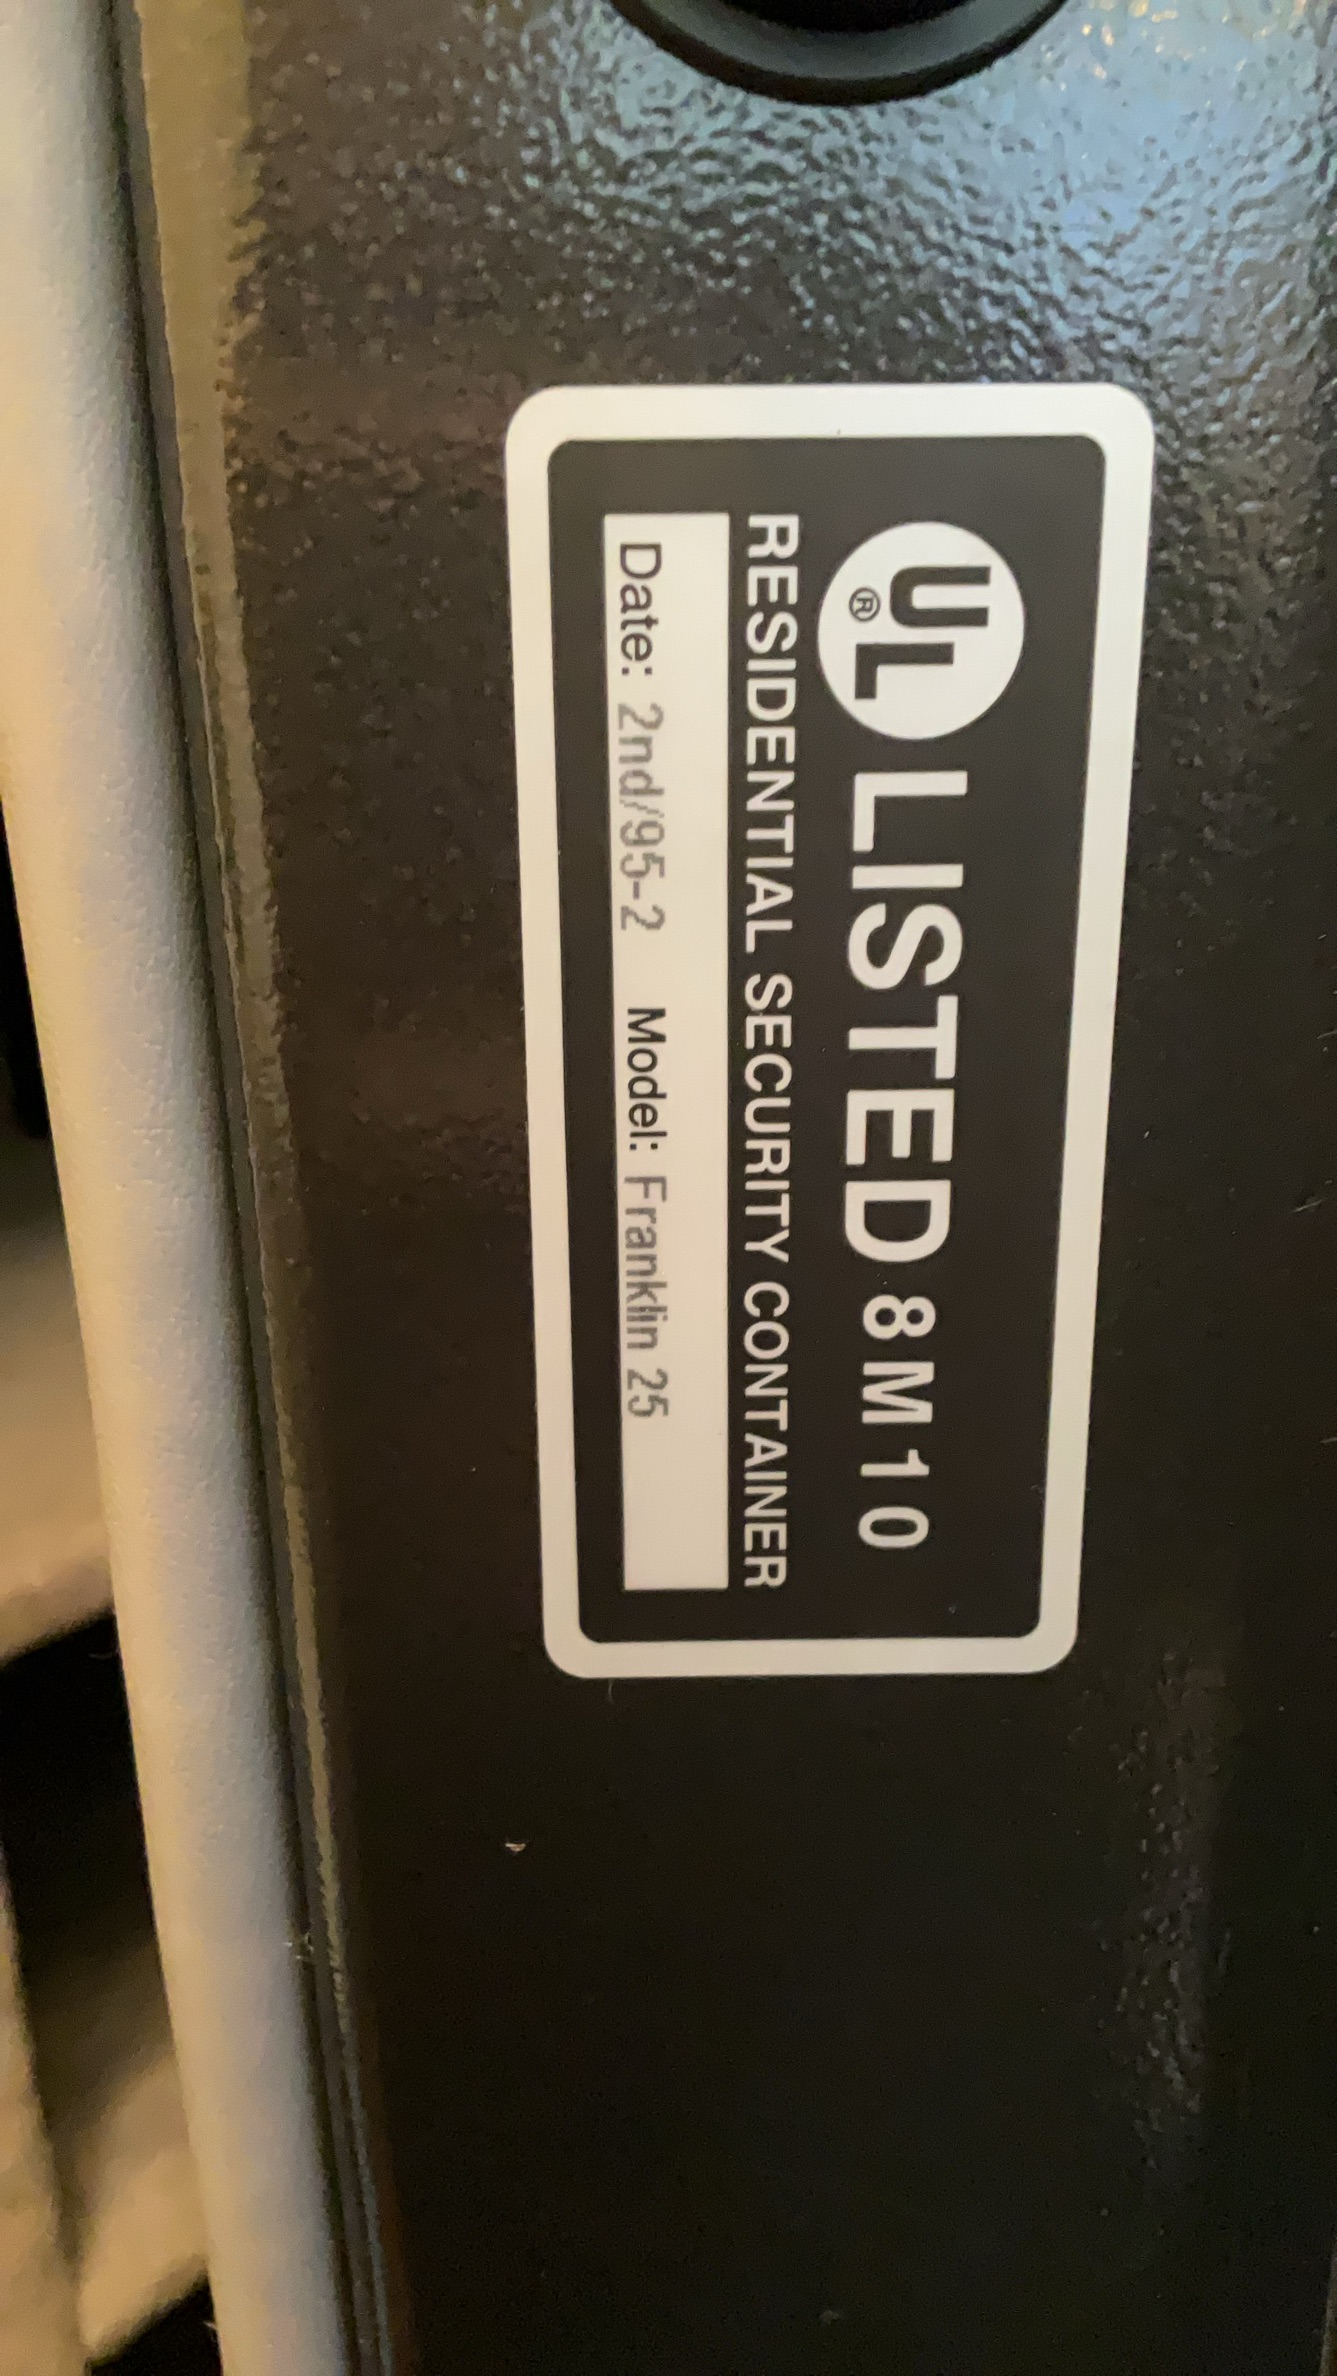 UL® LISTED 8M10
RESIDENTIAL SECURITY CONTAINER
Date: 2nd/95-2 Model: Franklin 25